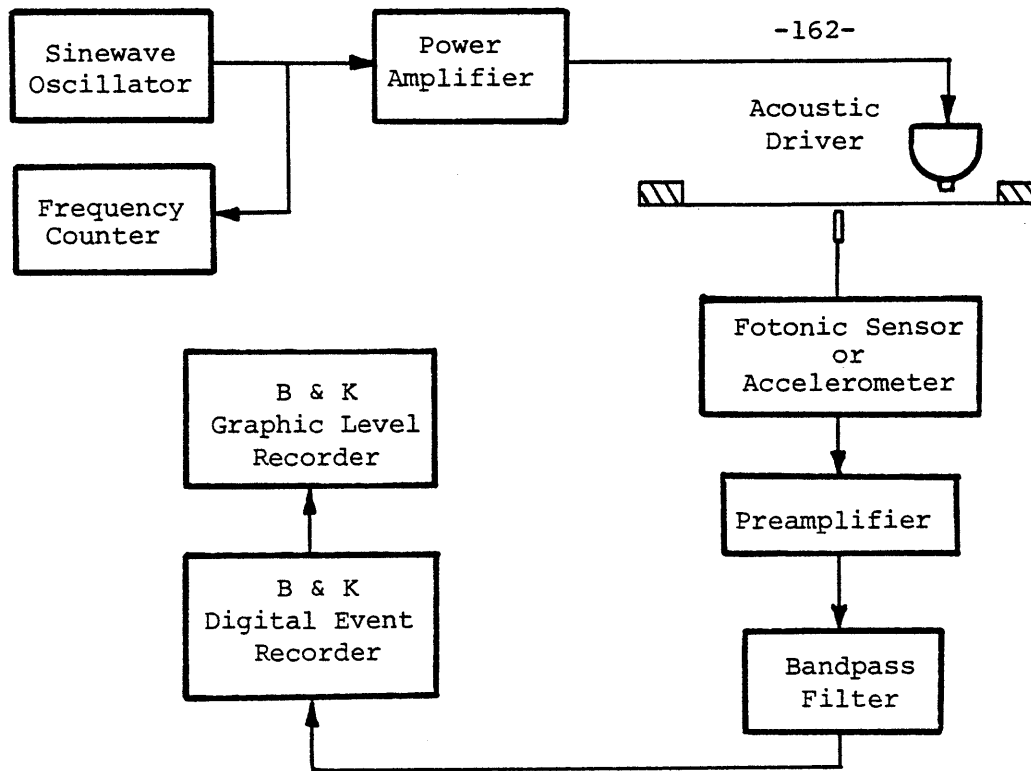 -162-
Sinewave
Oscillator
Power
Amplifier
Acoustic
Driver
Frequency
Counter
Fotonic Sensor
or
Accelerometer
B & K
Graphic Level
Recorder
Preamplifier
B & K
Digital Event
Recorder
Bandpass
Filter